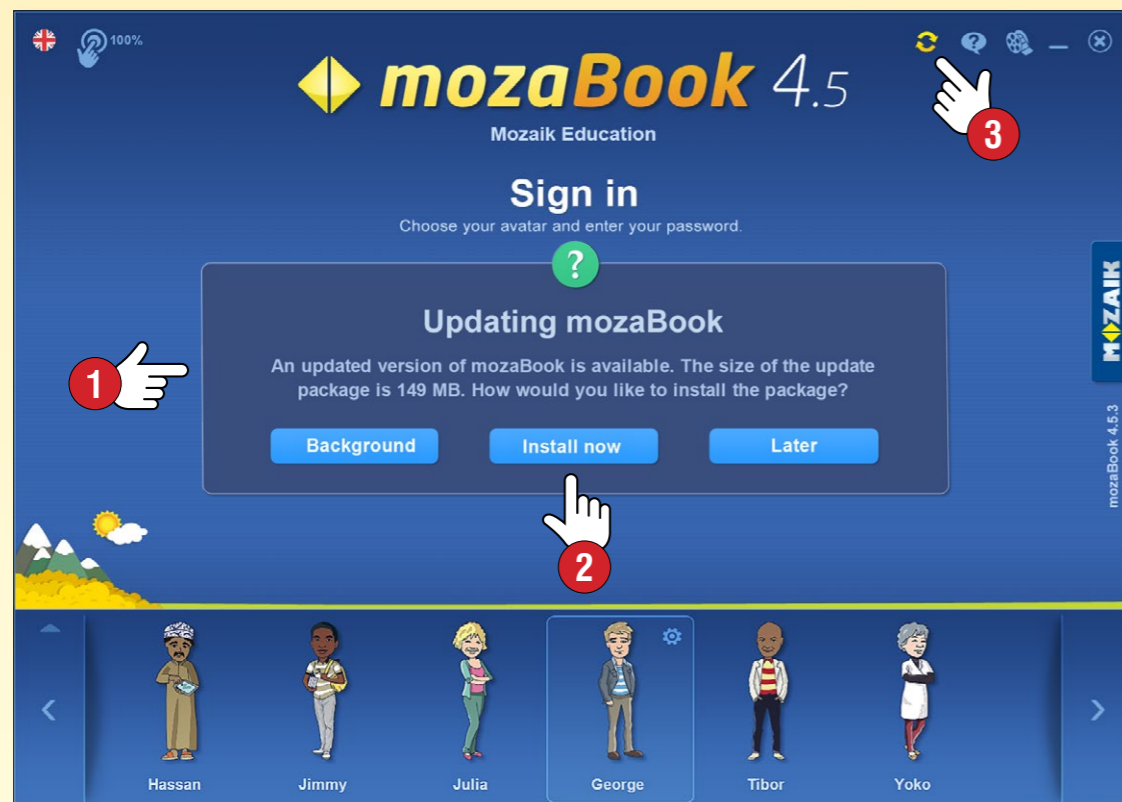 100%
mozaBook 4.5
Mozaik Education
Sign in
Choose your avatar and enter your password.
?
Updating mozaBook
An updated version of mozaBook is available. The size of the update
package is 149 MB. How would you like to install the package?
Background
Install now
Later
1
2
3
MOZAIK
mozaBook 4.5.3
Hassan
Jimmy
Julia
George
Tibor
Yoko